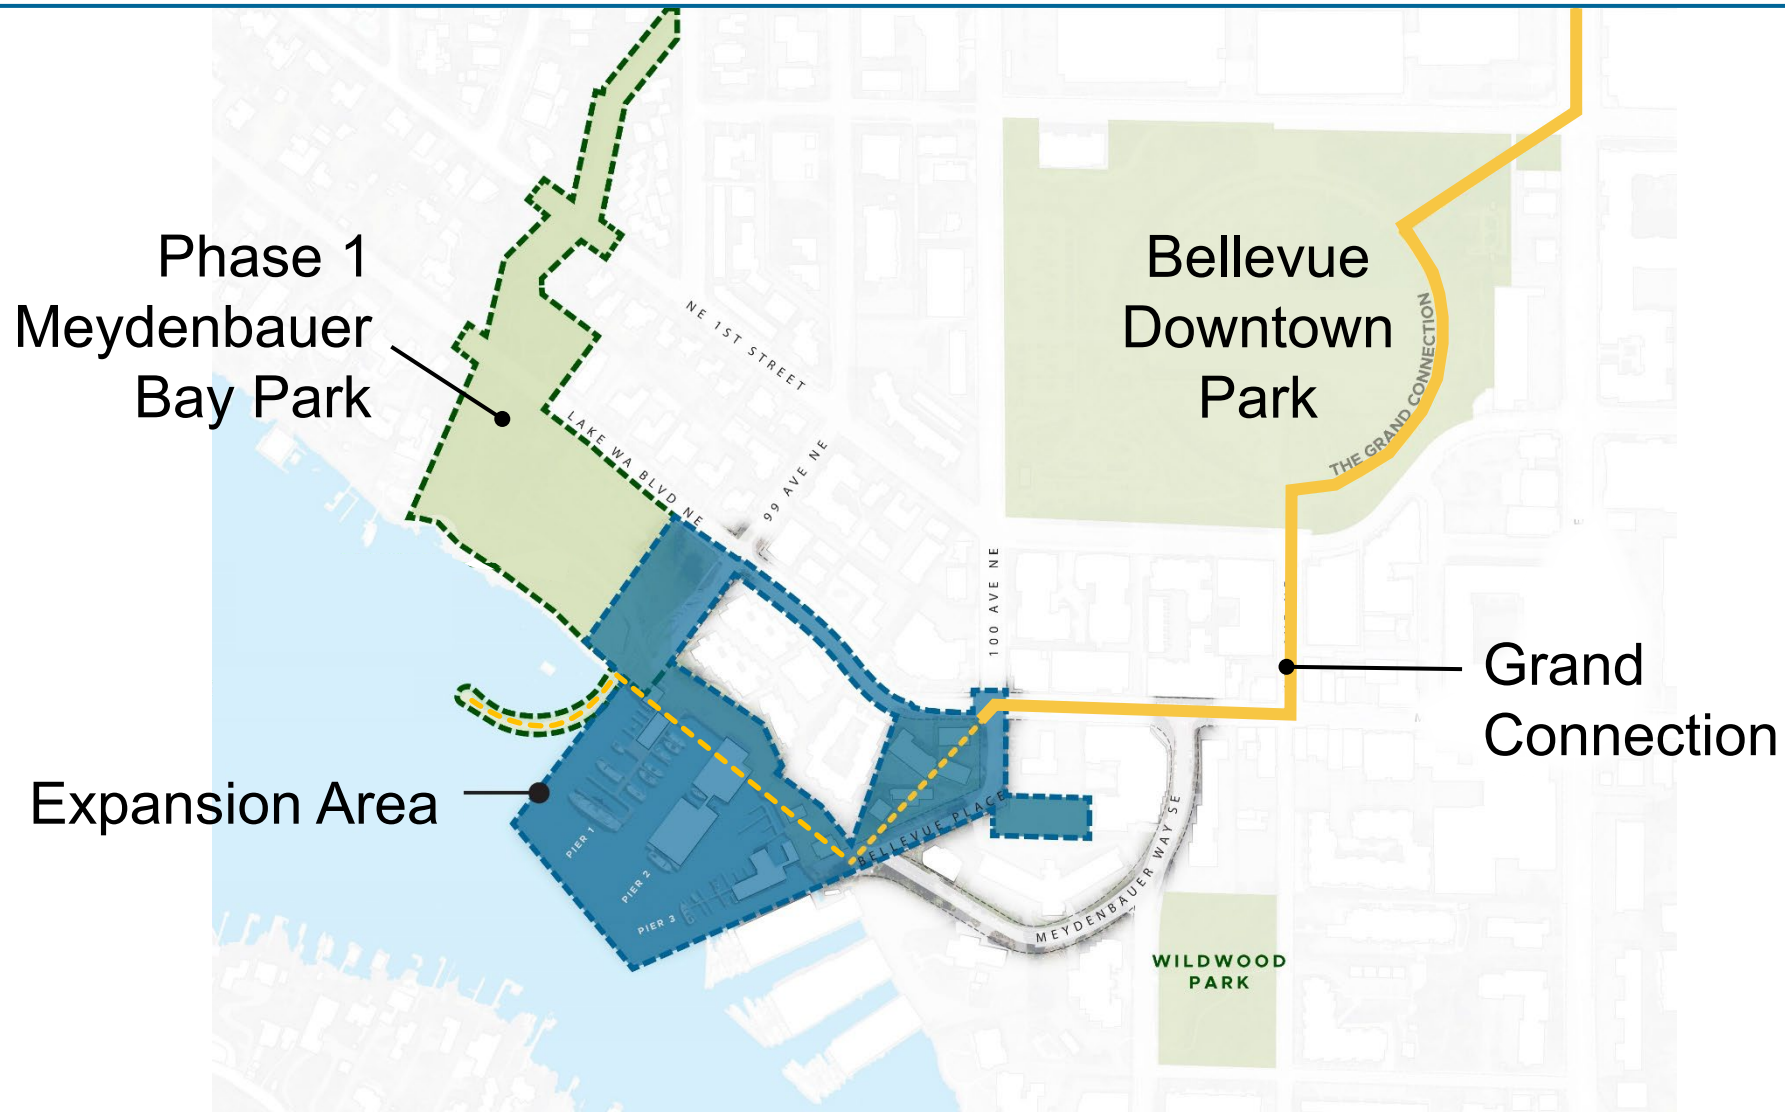 Phase 1
Meydenbauer
Bay Park
Bellevue
Downtown
Park
THE GRAND CONNECTION
NE 1ST STREET
LAKE WA BLVD NE
99 AVE NE
100 AVE NE
Grand
Connection
Expansion Area
PIER 1
PIER 2
PIER 3
BELLEVUE PLACE
MEYDENBAUER WAY SE
WILDWOOD
PARK